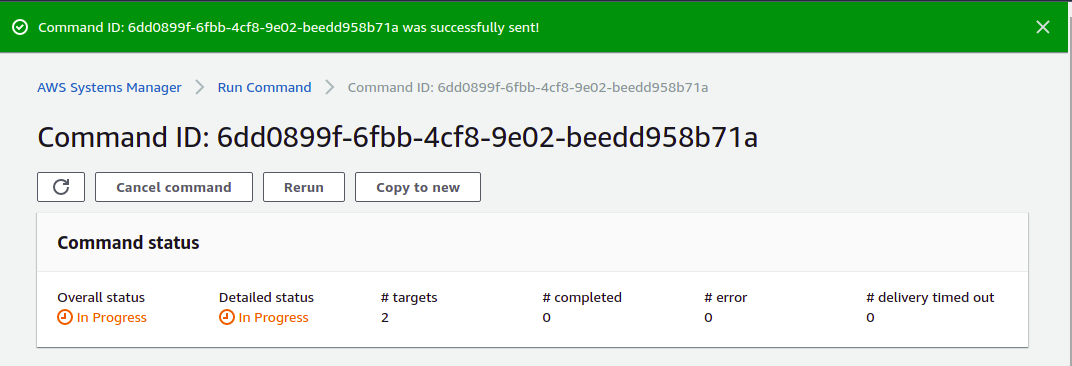 Command ID: 6dd0899f-6fbb-4cf8-9e02-beedd958b71a was successfully sent!
AWS Systems Manager > Run Command > Command ID: 6dd0899f-6fbb-4cf8-9e02-beedd958b71a
Command ID: 6dd0899f-6fbb-4cf8-9e02-beedd958b71a
Cancel command Rerun Copy to new
Command status
Overall status Detailed status # targets # completed # error # delivery timed out
In Progress In Progress 2 0 0 0